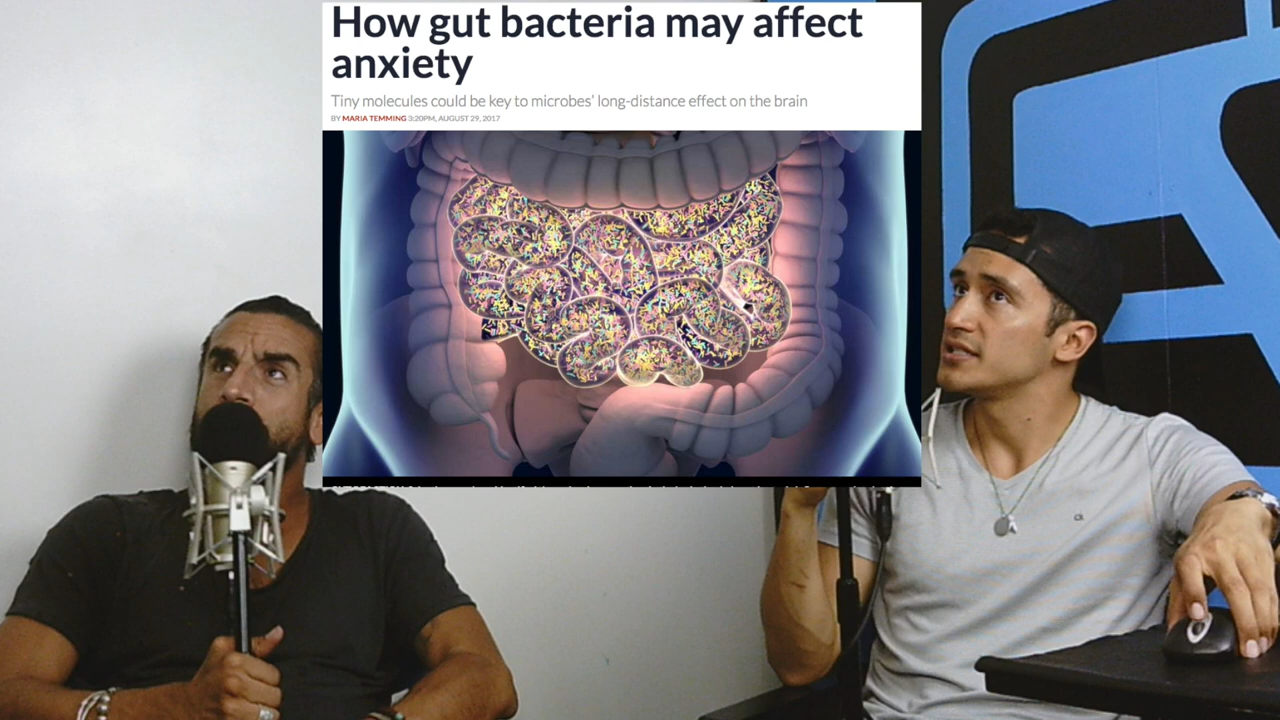 How gut bacteria may affect
anxiety
Tiny molecules could be key to microbes' long-distance effect on the brain
BY MARIA TEMMING 3:20PM, AUGUST 29, 2017